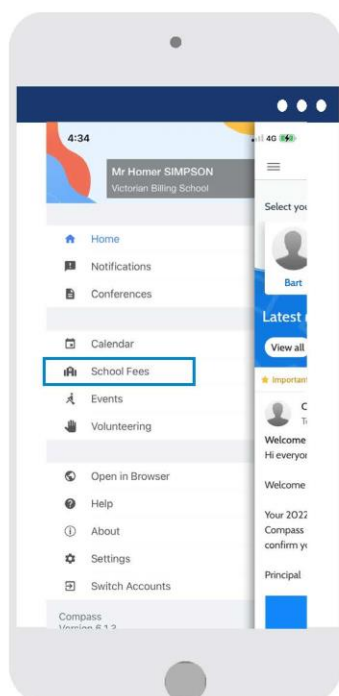 4:34
4G
Mr Homer SIMPSON
Victorian Billing School
Home
Notifications
Conferences
Calendar
School Fees
Events
Volunteering
Open in Browser
Help
About
Settings
Switch Accounts
Compass
Version 6.1.2
Select you
Bart
Latest
View all
Important
C
Welcome
Hi everyon
Welcome
Your 2022
Compass
confirm yo
Principal